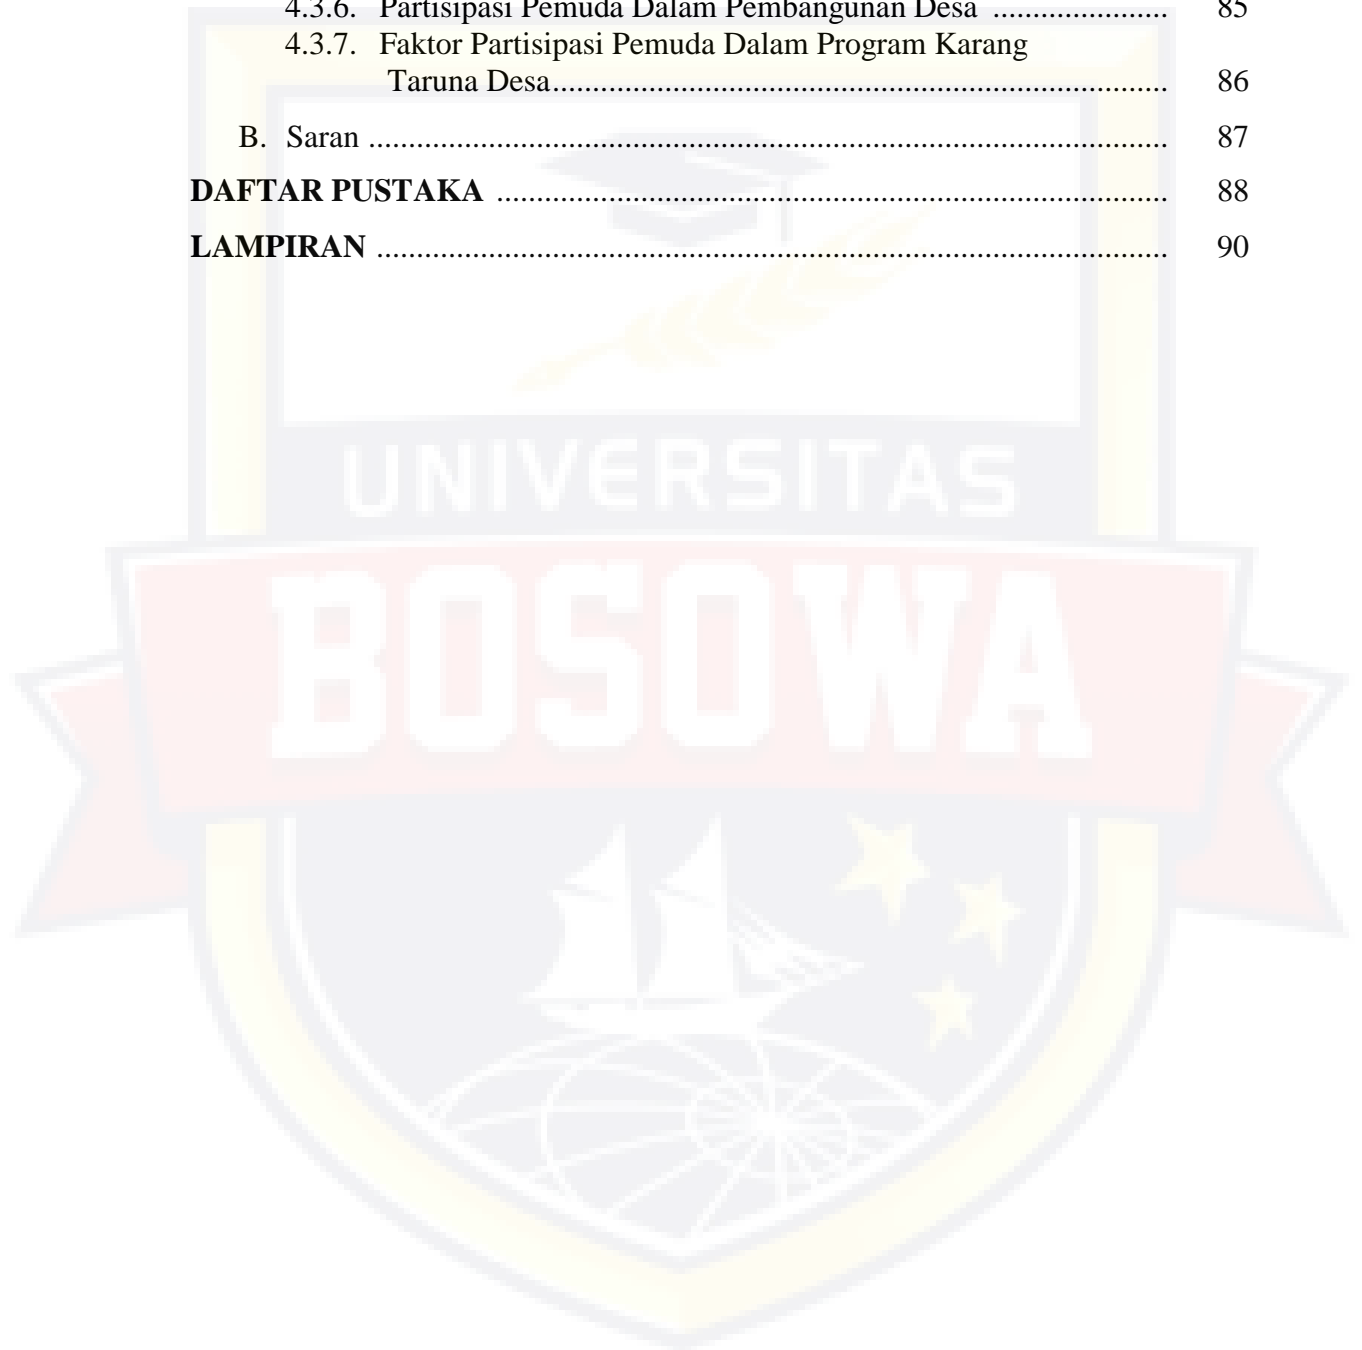 4.3.6. Partisipasi Pemuda Dalam Pembangunan Desa ...................... 85
4.3.7. Faktor Partisipasi Pemuda Dalam Program Karang
Taruna Desa............................................................................ 86
B. Saran ................................................................................................... 87
DAFTAR PUSTAKA ................................................................................... 88
LAMPIRAN .................................................................................................. 90
UNIVERSITAS
BOSOWA